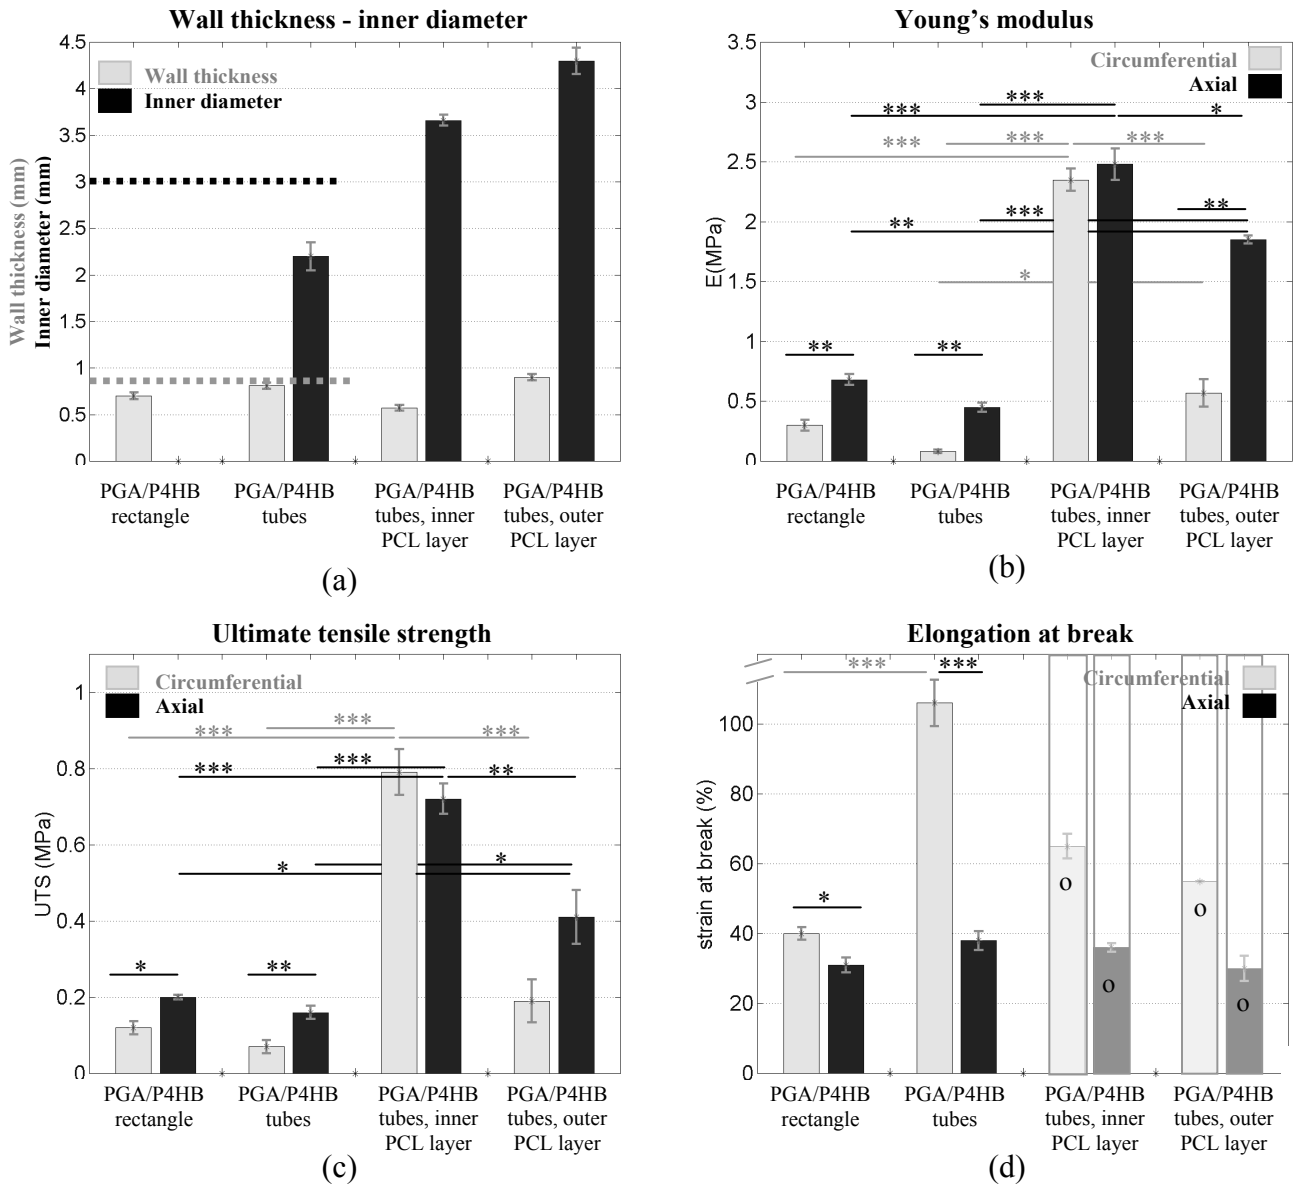 Wall thickness - inner diameter
4.5
4
3.5
3
2.5
2
1.5
1
0.5
0
Wall thickness (mm)
Inner diameter (mm)
Wall thickness
Inner diameter
PGA/P4HB
rectangle
PGA/P4HB
tubes
PGA/P4HB
tubes, inner
PCL layer
PGA/P4HB
tubes, outer
PCL layer
(a)
Young's modulus
3.5
3
2.5
2
1.5
1
0.5
0
E(MPa)
Circumferential
Axial
*** 
*** *
*** *** ***
**
***
**
*
** **
PGA/P4HB
rectangle
PGA/P4HB
tubes
PGA/P4HB
tubes, inner
PCL layer
PGA/P4HB
tubes, outer
PCL layer
(b)
Ultimate tensile strength
1
0.8
0.6
0.4
0.2
0
UTS (MPa)
Circumferential
Axial
***
*** ***
***
*** **
*
*
* **
PGA/P4HB
rectangle
PGA/P4HB
tubes
PGA/P4HB
tubes, inner
PCL layer
PGA/P4HB
tubes, outer
PCL layer
(c)
Elongation at break
100
80
60
40
20
0
strain at break (%)
Circumferential
Axial
*** ***
*
o
o
o
o
PGA/P4HB
rectangle
PGA/P4HB
tubes
PGA/P4HB
tubes, inner
PCL layer
PGA/P4HB
tubes, outer
PCL layer
(d)